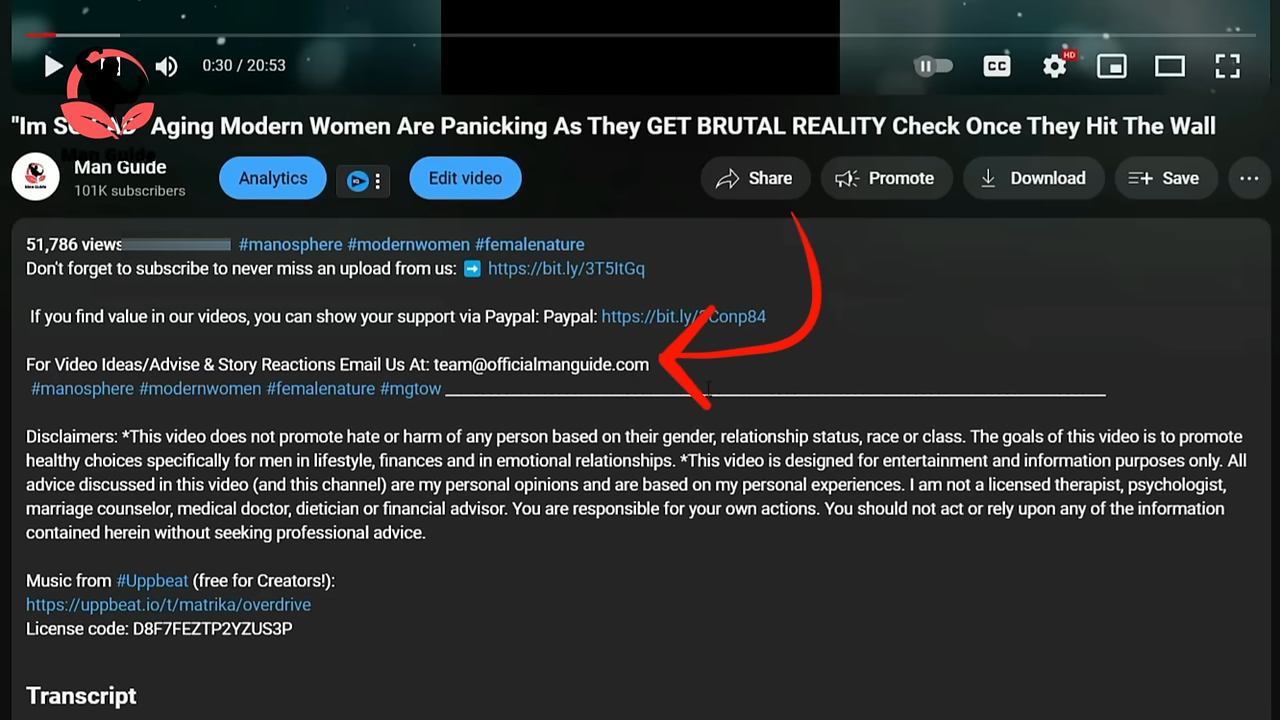 0:30 / 20:53
CC
HD
"Im Aging Modern Women Are Panicking As They GET BRUTAL REALITY Check Once They Hit The Wall
Man Guide
Man Guide
101K subscribers
Analytics
Edit video
Share
Promote
Download
Save
51,786 views #manosphere #modernwomen #femalenature
Don't forget to subscribe to never miss an upload from us: ➡ https://bit.ly/3T5ItGq
If you find value in our videos, you can show your support via Paypal: Paypal:
For Video Ideas/Advise & Story Reactions Email Us At: team@officialmanguide.com
#manosphere #modernwomen #femalenature #mgtow
Disclaimers: *This video does not promote hate or harm of any person based on their gender, relationship status, race or class. The goals of this video is to promote
healthy choices specifically for men in lifestyle, finances and in emotional relationships. *This video is designed for entertainment and information purposes only. All
advice discussed in this video (and this channel) are my personal opinions and are based on my personal experiences. I am not a licensed therapist, psychologist,
marriage counselor, medical doctor, dietician or financial advisor. You are responsible for your own actions. You should not act or rely upon any of the information
contained herein without seeking professional advice.
Music from #Uppbeat (free for Creators!):
https://uppbeat.io/t/matrika/overdrive
License code: D8F7FEZTP2YZUS3P
Transcript